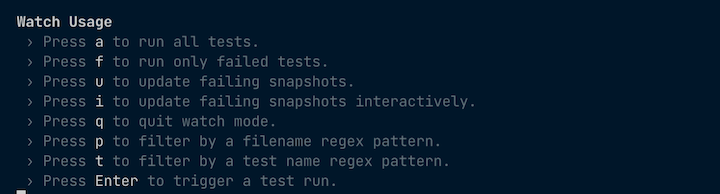 Watch Usage
› Press a to run all tests.
› Press f to run only failed tests.
› Press u to update failing snapshots.
› Press i to update failing snapshots interactively.
› Press q to quit watch mode.
› Press p to filter by a filename regex pattern.
› Press t to filter by a test name regex pattern.
› Press Enter to trigger a test run.